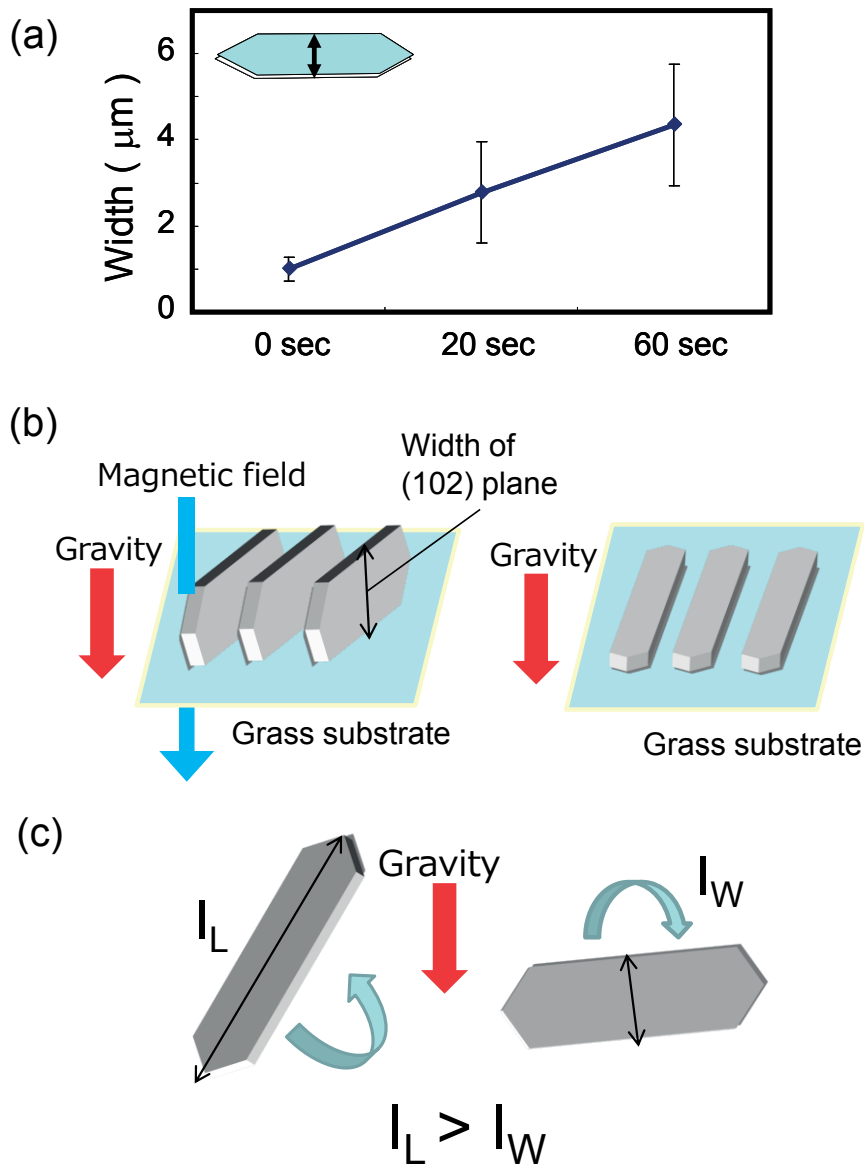 (a)
6
4
2
0
Width ( μm )
0 sec
20 sec
60 sec
(b)
Width of
(102) plane
Magnetic field
Gravity
Gravity
Grass substrate
Grass substrate
(c)
Gravity
I_L
I_W
I_L > I_W